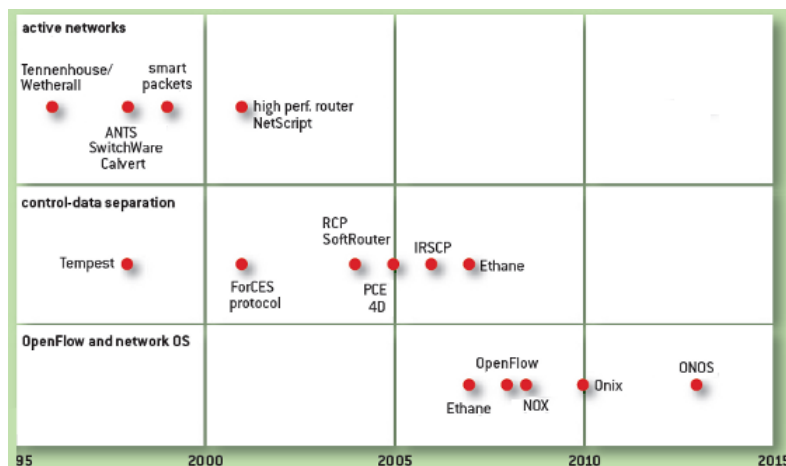 active networks
Tennenhouse/
Wetherall
smart
packets
high perf. router
NetScript
ANTS
SwitchWare
Calvert
control-data separation
Tempest
ForCES
protocol
RCP
SoftRouter
PCE
4D
IRSCP
Ethane
OpenFlow and network OS
Ethane
OpenFlow
NOX
Onix
ONOS
95
2000
2005
2010
2015